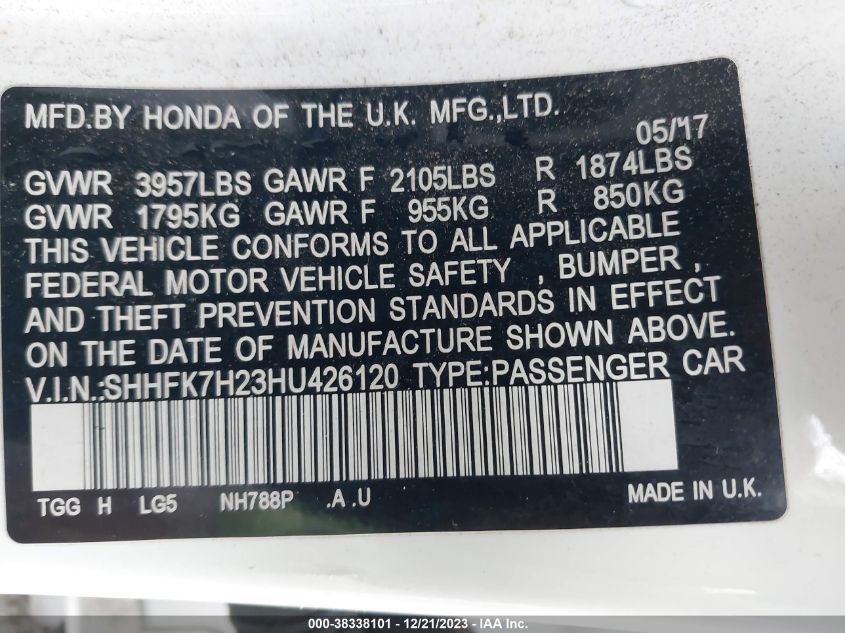 MFD.BY HONDA OF THE U.K. MFG.,LTD.
05/'17
GVWR 3957LBS GAWR F 2105LBS R 1874LBS
GVWR 1795KG GAWR F 955KG R 850KG
THIS VEHICLE CONFORMS TO ALL APPLICABLE
FEDERAL MOTOR VEHICLE SAFETY , BUMPER ,
AND THEFT PREVENTION STANDARDS IN EFFECT
ON THE DATE OF MANUFACTURE SHOWN ABOVE.
V.I.N.:SHHFK7H23HU426120 TYPE:PASSENGER CAR
TGG H LG5 NH788P .A .U MADE IN U.K.
000-38338101 - 12/21/2023 - IAA Inc.